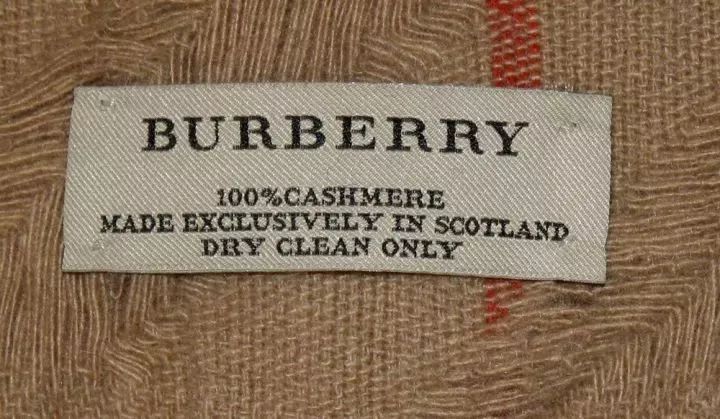 BURBERRY
100%CASHMERE
MADE EXCLUSIVELY IN SCOTLAND
DRY CLEAN ONLY